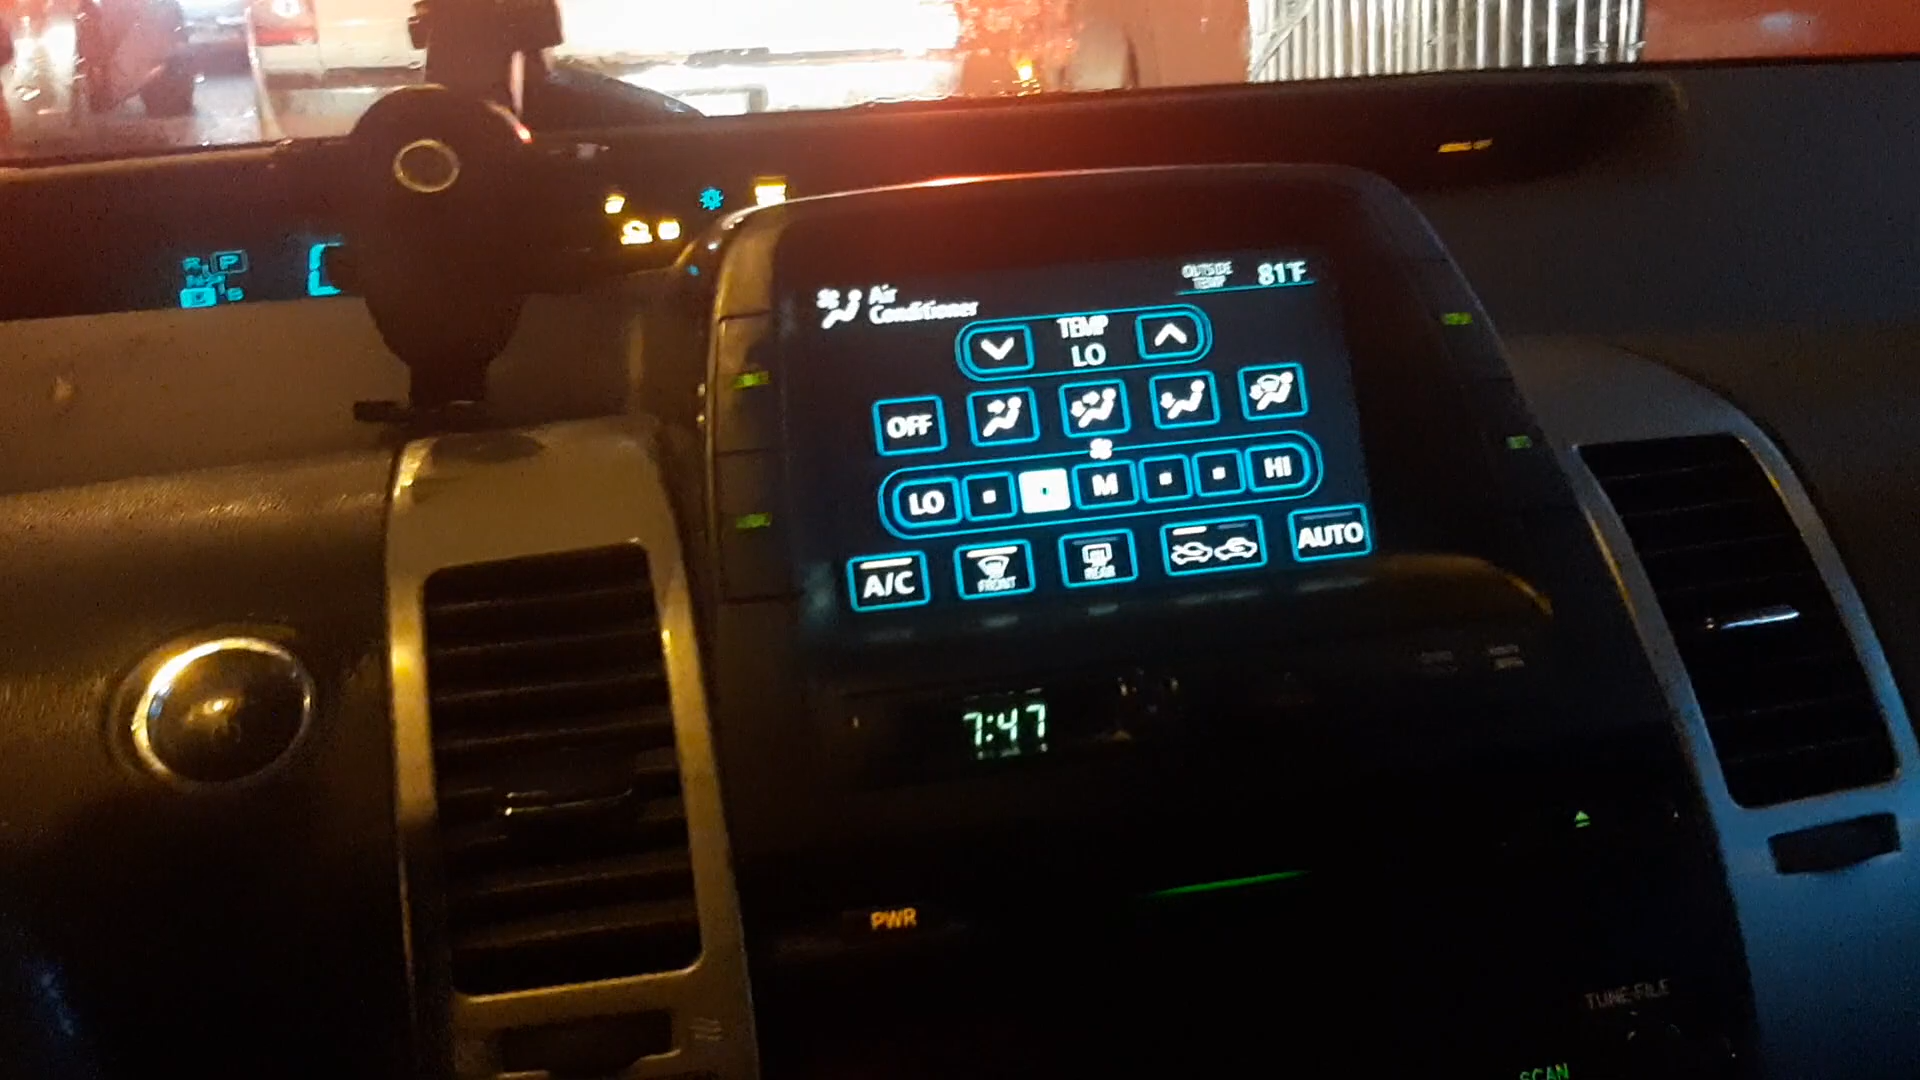 P
OUTSIDE
TEMP
81°F
Air
Conditioner
TEMP
LO
OFF
LO
M
HI
A/C
FRONT
REAR
AUTO
7:47
PWR
TUNE·FILE
SCAN